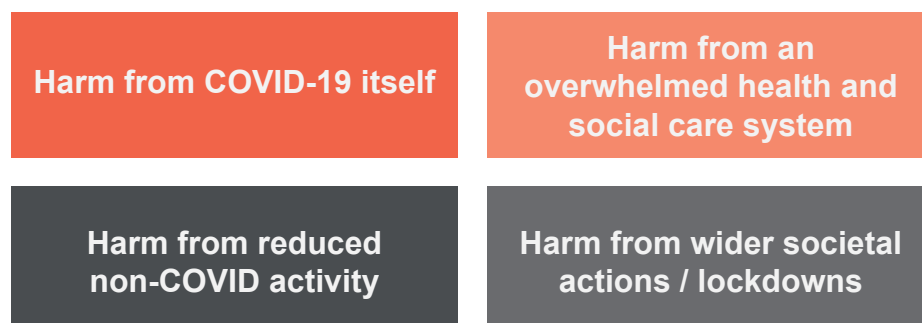 Harm from COVID-19 itself
Harm from an
overwhelmed health and
social care system
Harm from reduced
non-COVID activity
Harm from wider societal
actions / lockdowns